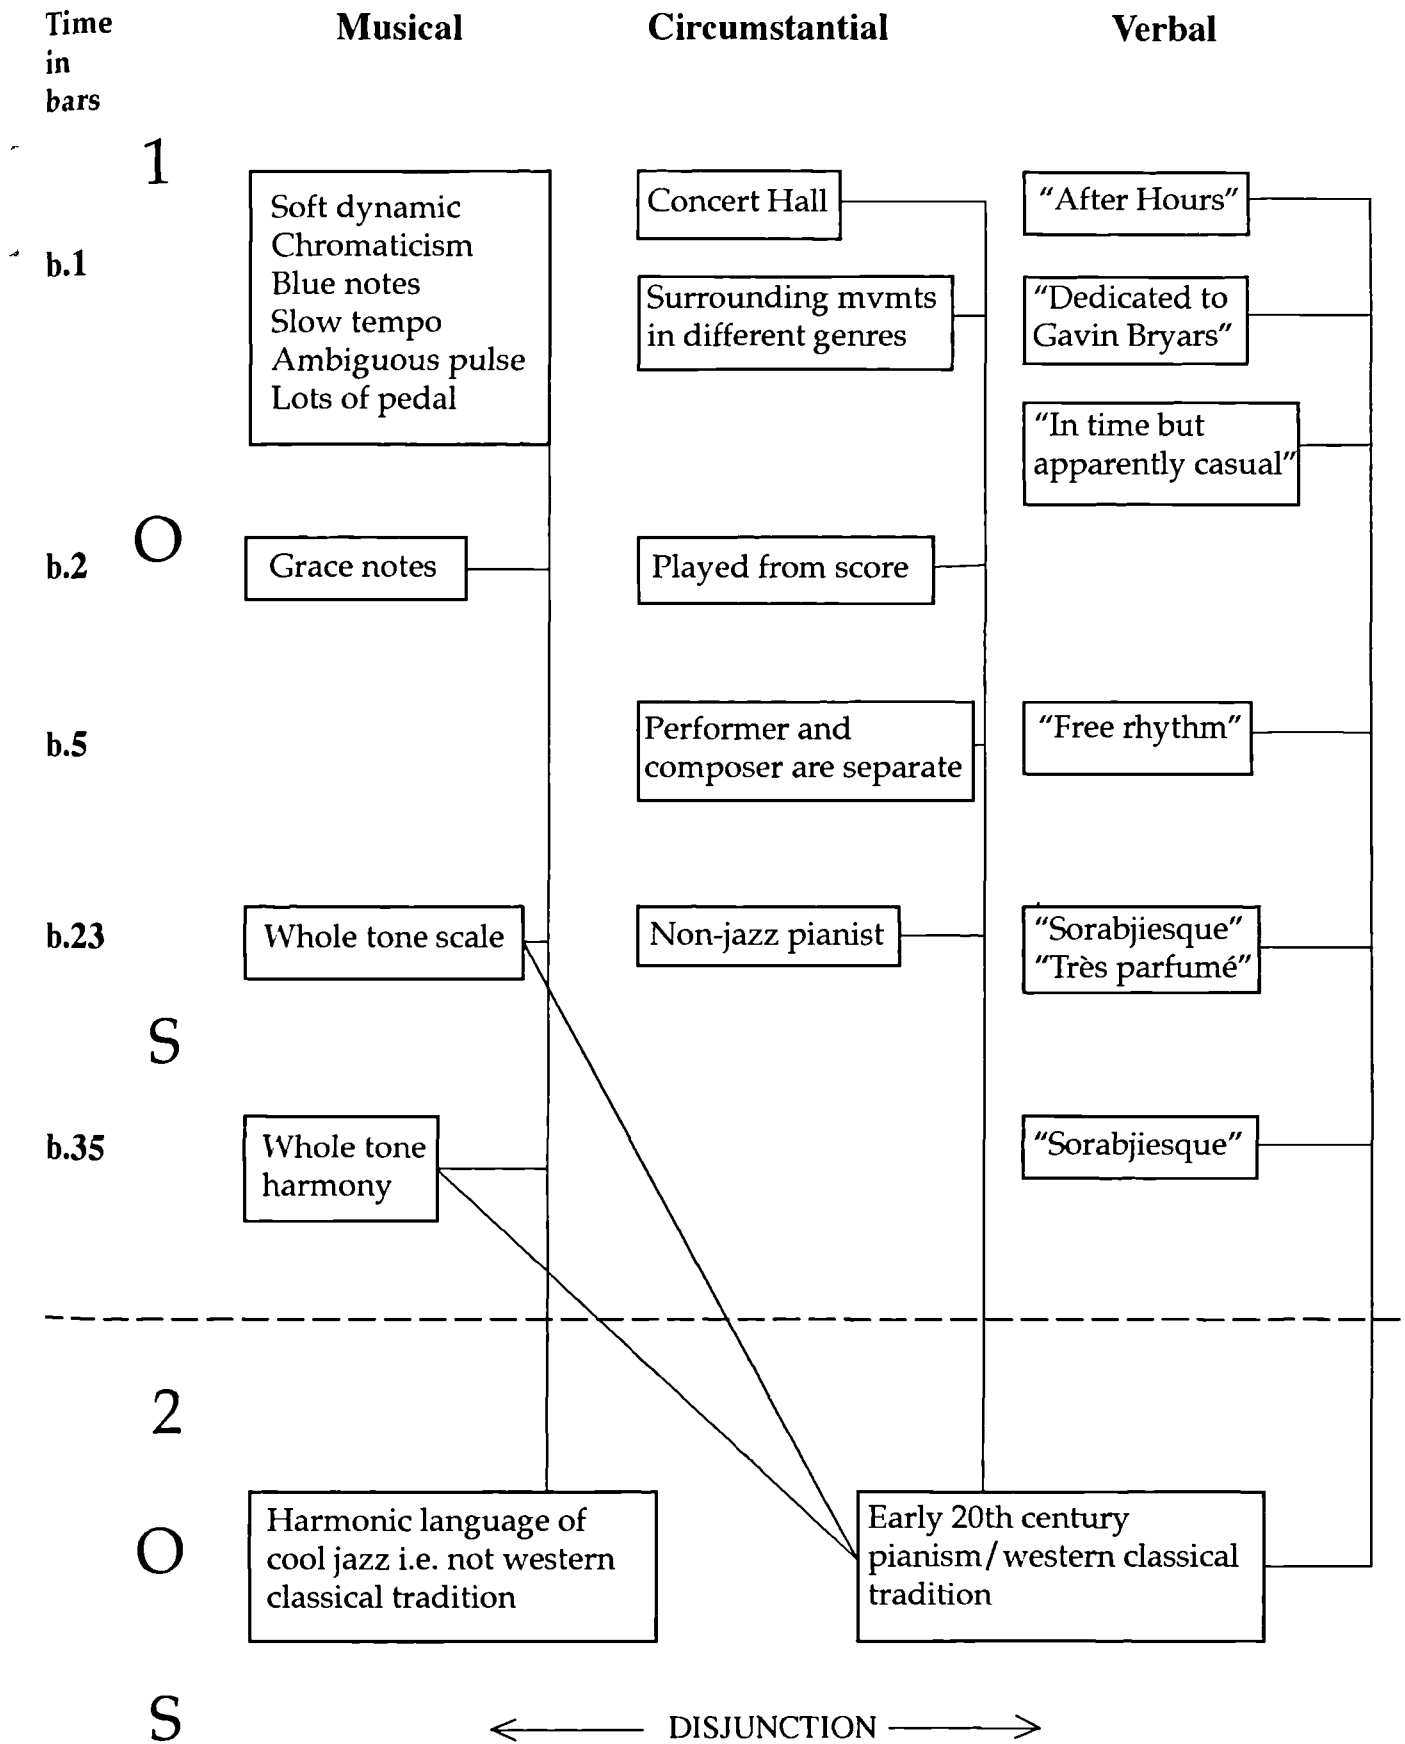 Time
in
bars
Musical
Circumstantial
Verbal
1
b.1
Soft dynamic
Chromaticism
Blue notes
Slow tempo
Ambiguous pulse
Lots of pedal
Concert Hall
Surrounding mvmts
in different genres
"After Hours"
"Dedicated to
Gavin Bryars"
"In time but
apparently casual"
O
b.2
Grace notes
Played from score
b.5
Performer and
composer are separate
"Free rhythm"
b.23
Whole tone scale
Non-jazz pianist
"Sorabjiesque"
"Très parfumé"
S
b.35
Whole tone
harmony
"Sorabjiesque"
2
O
Harmonic language of
cool jazz i.e. not western
classical tradition
Early 20th century
pianism/western classical
tradition
S
DISJUNCTION